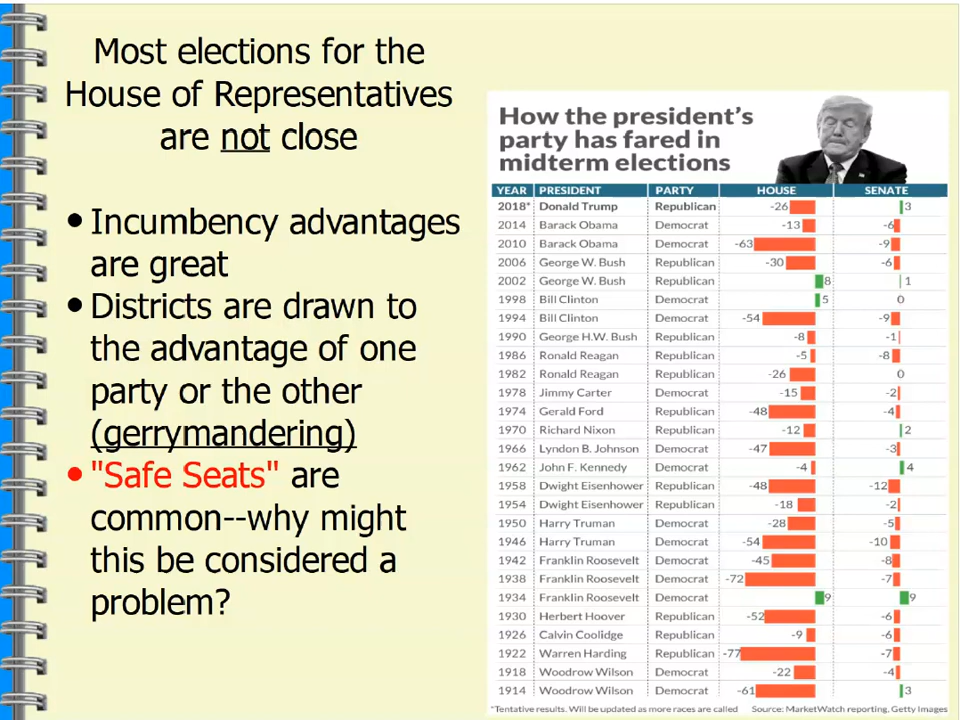 Most elections for the
House of Representatives
are not close
• Incumbency advantages
are great
• Districts are drawn to
the advantage of one
party or the other
(gerrymandering)
• "Safe Seats" are
common--why might
this be considered a
problem?
How the president's
party has fared in
midterm elections
YEAR PRESIDENT PARTY HOUSE SENATE
2018* Donald Trump Republican -26 3
2014 Barack Obama Democrat -13 -6
2010 Barack Obama Democrat -63 -9
2006 George W. Bush Republican -30 -6
2002 George W. Bush Republican 8 1
1998 Bill Clinton Democrat 5 0
1994 Bill Clinton Democrat -54 -9
1990 George H.W. Bush Republican -8 -1
1986 Ronald Reagan Republican -5 -8
1982 Ronald Reagan Republican -26 0
1978 Jimmy Carter Democrat -15 -2
1974 Gerald Ford Republican -48 -4
1970 Richard Nixon Republican -12 2
1966 Lyndon B. Johnson Democrat -47 -3
1962 John F. Kennedy Democrat -4 4
1958 Dwight Eisenhower Republican -48 -12
1954 Dwight Eisenhower Republican -18 -2
1950 Harry Truman Democrat -28 -5
1946 Harry Truman Democrat -54 -10
1942 Franklin Roosevelt Democrat -45 -8
1938 Franklin Roosevelt Democrat -72 -7
1934 Franklin Roosevelt Democrat 9 9
1930 Herbert Hoover Republican -52 -6
1926 Calvin Coolidge Republican -9 -6
1922 Warren Harding Republican -77 -7
1918 Woodrow Wilson Democrat -22 -4
1914 Woodrow Wilson Democrat -61 3
*Tentative results. Will be updated as more races are called Source: MarketWatch reporting, Getty Images